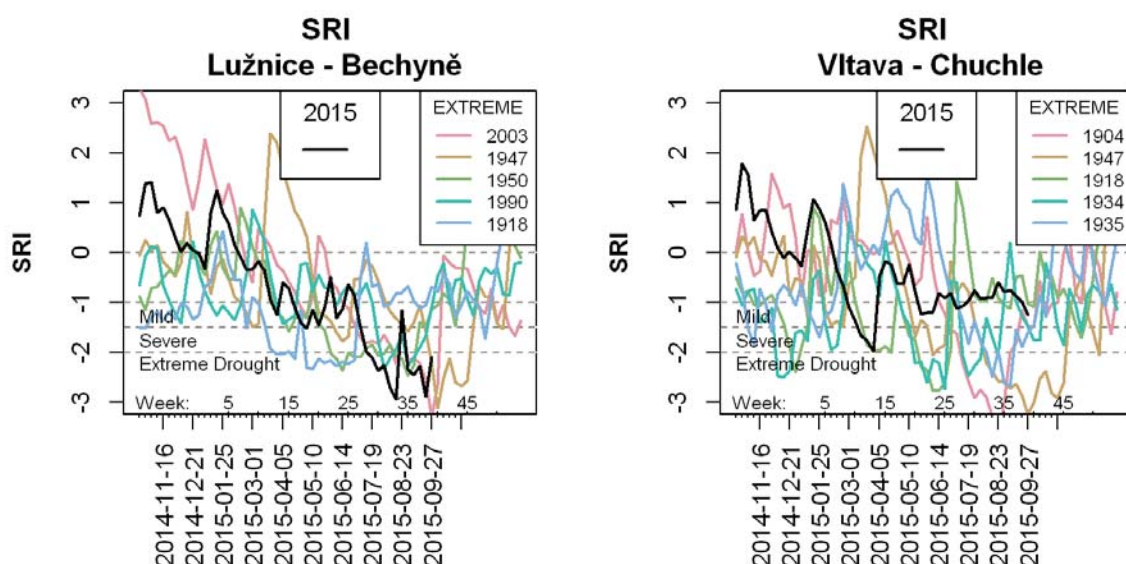 SRI
Lužnice - Bechyně
SRI
3
2
1
0
-1
-2
-3
2015
EXTREME
2003
1947
1950
1990
1918
Mild
Severe
Extreme Drought
Week: 5 15 25 35 45
2014-11-16
2014-12-21
2015-01-25
2015-03-01
2015-04-05
2015-05-10
2015-06-14
2015-07-19
2015-08-23
2015-09-27
SRI
Vltava - Chuchle
SRI
3
2
1
0
-1
-2
-3
2015
EXTREME
1904
1947
1918
1934
1935
Mild
Severe
Extreme Drought
Week: 5 15 25 35 45
2014-11-16
2014-12-21
2015-01-25
2015-03-01
2015-04-05
2015-05-10
2015-06-14
2015-07-19
2015-08-23
2015-09-27